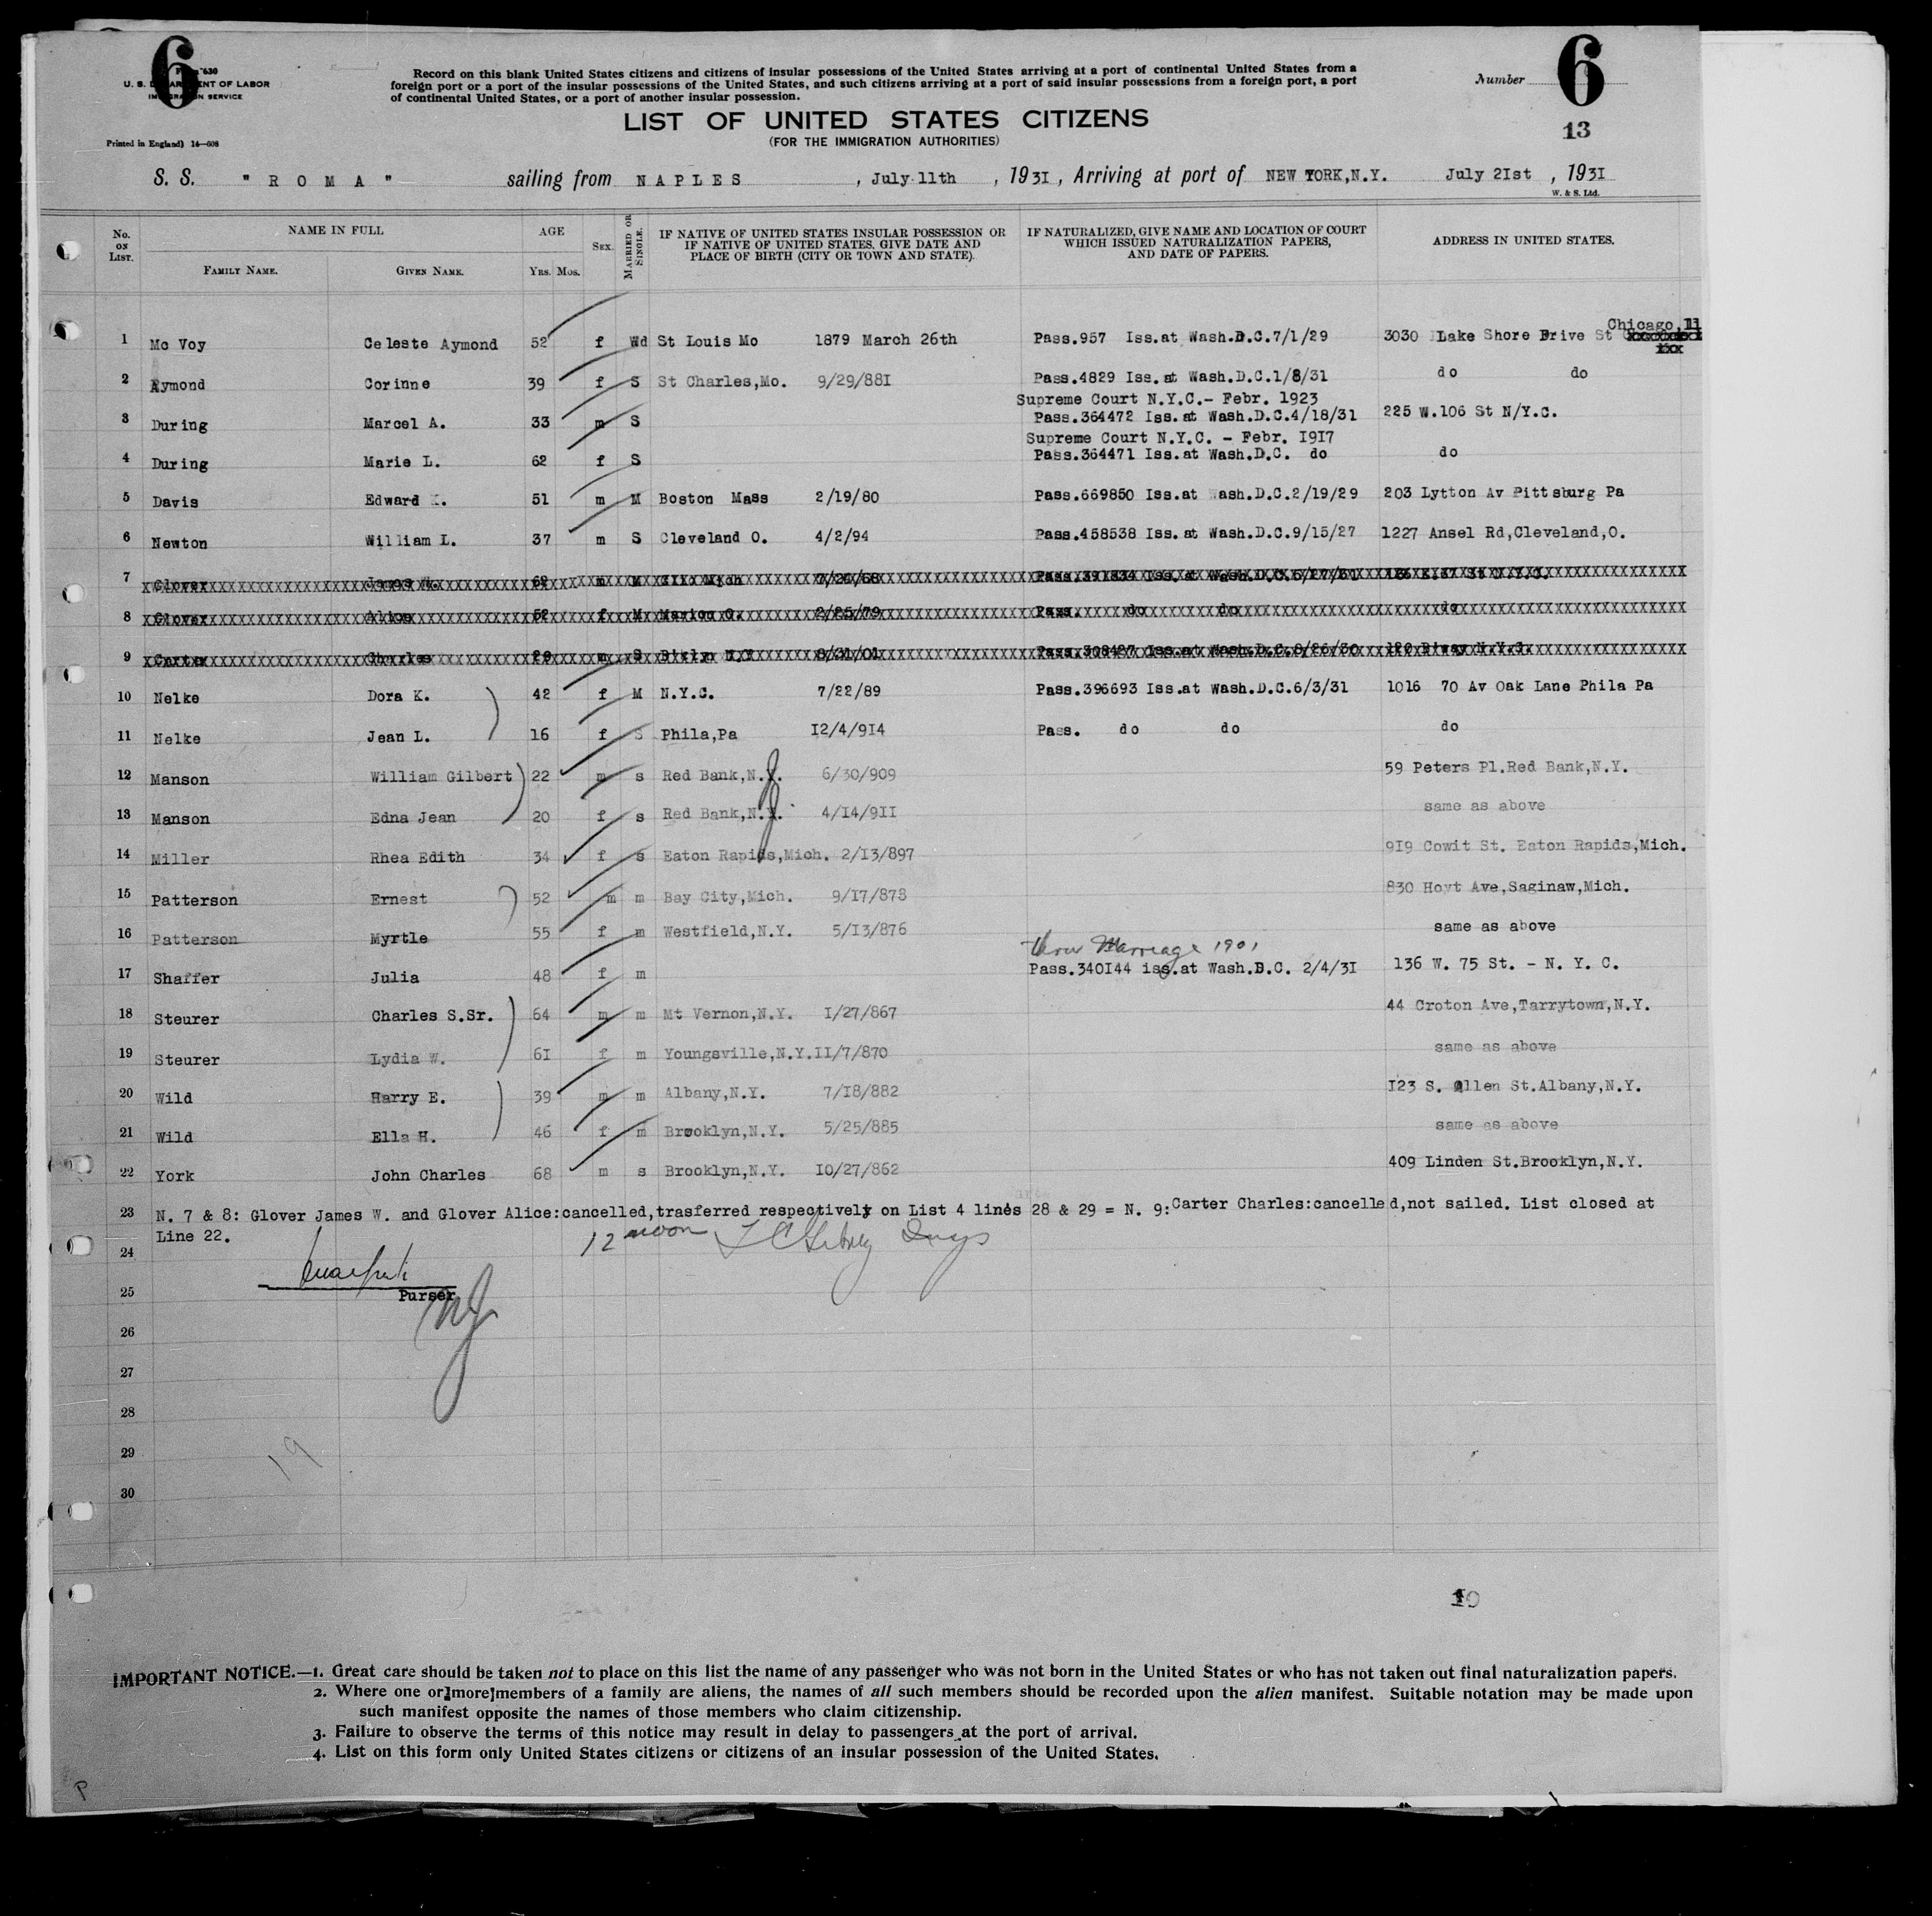 6
630
U. S. DEPARTMENT OF LABOR
IMMIGRATION SERVICE
Printed in England) 14—608
Record on this blank United States citizens and citizens of insular possessions of the United States arriving at a port of continental United States from a
foreign port or a port of the insular possessions of the United States, and such citizens arriving at a port of said insular possessions from a foreign port, a port
of continental United States, or a port of another insular possession.
Number 6
13
LIST OF UNITED STATES CITIZENS
(FOR THE IMMIGRATION AUTHORITIES)
S. S. " R O M A " sailing from N A P L E S , July 11th , 1931, Arriving at port of NEW YORK,N.Y. July 21st , 1931
W. & S. Ltd.
No. ON LIST. NAME IN FULL FAMILY NAME. GIVEN NAME. AGE YRS. MOS. SEX. MARRIED OR SINGLE. IF NATIVE OF UNITED STATES INSULAR POSSESSION OR IF NATIVE OF UNITED STATES, GIVE DATE AND PLACE OF BIRTH (CITY OR TOWN AND STATE). IF NATURALIZED, GIVE NAME AND LOCATION OF COURT WHICH ISSUED NATURALIZATION PAPERS, AND DATE OF PAPERS. ADDRESS IN UNITED STATES.
1 Mc Voy Celeste Aymond 52 f Wd St Louis Mo 1879 March 26th Pass.957 Iss.at Wash.D.C.7/1/29 3030 Lake Shore Drive St Chicago, Il
2 Aymond Corinne 39 f S St Charles,Mo. 9/29/881 Pass.4829 Iss.at Wash.D.C.1/8/31 do do
Supreme Court N.Y.C.- Febr. 1923
3 During Marcel A. 33 m S Pass.364472 Iss.at Wash.D.C.4/18/31 225 W.106 St N/Y.C.
Supreme Court N.Y.C. - Febr. 1917
4 During Marie L. 62 f S Pass.364471 Iss.at Wash.D.C. do do
5 Davis Edward 51 m M Boston Mass 2/19/80 Pass.669850 Iss.at Wash.D.C.2/19/29 203 Lytton Av Pittsburg Pa
6 Newton William L. 37 m S Cleveland O. 4/2/94 Pass.458538 Iss.at Wash.D.C.9/15/27 1227 Ansel Rd,Cleveland,O.
7 Glover James W. m M
8 Glover Alice 52 f M Marion O. 2/25/79 Pass. do do do
9 Carter Charles 29 m S Bklyn N.Y 8/31/01 Iss.at Wash.D.C.
10 Nelke Dora K. 42 f M N.Y.C. 7/22/89 Pass.396693 Iss.at Wash.D.C.6/3/31 1016 70 Av Oak Lane Phila Pa
11 Nelke Jean L. 16 f S Phila,Pa 12/4/914 Pass. do do do
12 Manson William Gilbert 22 m s Red Bank,N.J. 6/30/909 59 Peters Pl.Red Bank,N.Y.
13 Manson Edna Jean 20 f s Red Bank,N.J. 4/14/911 same as above
14 Miller Rhea Edith 34 f s Eaton Rapids,Mich. 2/13/897 919 Cowit St. Eaton Rapids,Mich.
15 Patterson Ernest 52 m m Bay City,Mich. 9/17/878 830 Hoyt Ave,Saginaw,Mich.
16 Patterson Myrtle 55 f m Westfield,N.Y. 5/13/876 same as above
thru Marriage 1901
17 Shaffer Julia 48 f m Pass.340144 iss.at Wash.D.C. 2/4/31 136 W. 75 St. - N. Y. C.
18 Steurer Charles S.Sr. 64 m m Mt Vernon,N.Y. 1/27/867 44 Croton Ave,Tarrytown,N.Y.
19 Steurer Lydia W. 61 f m Youngsville,N.Y.11/7/870 same as above
20 Wild Harry E. 39 m m Albany,N.Y. 7/18/882 123 S. Allen St.Albany,N.Y.
21 Wild Ella H. 46 f m Brooklyn,N.Y. 5/25/885 same as above
22 York John Charles 68 m s Brooklyn,N.Y. 10/27/862 409 Linden St.Brooklyn,N.Y.
23 N. 7 & 8: Glover James W. and Glover Alice:cancelled,trasferred respectively on List 4 lines 28 & 29 = N. 9:Carter Charles:cancelled,not sailed. List closed at
Line 22.
24 12 noon
25 Purser
26
27
28
29
30
19
19
IMPORTANT NOTICE.—1. Great care should be taken not to place on this list the name of any passenger who was not born in the United States or who has not taken out final naturalization papers.
2. Where one or more members of a family are aliens, the names of all such members should be recorded upon the alien manifest. Suitable notation may be made upon
such manifest opposite the names of those members who claim citizenship.
3. Failure to observe the terms of this notice may result in delay to passengers at the port of arrival.
4. List on this form only United States citizens or citizens of an insular possession of the United States.
P